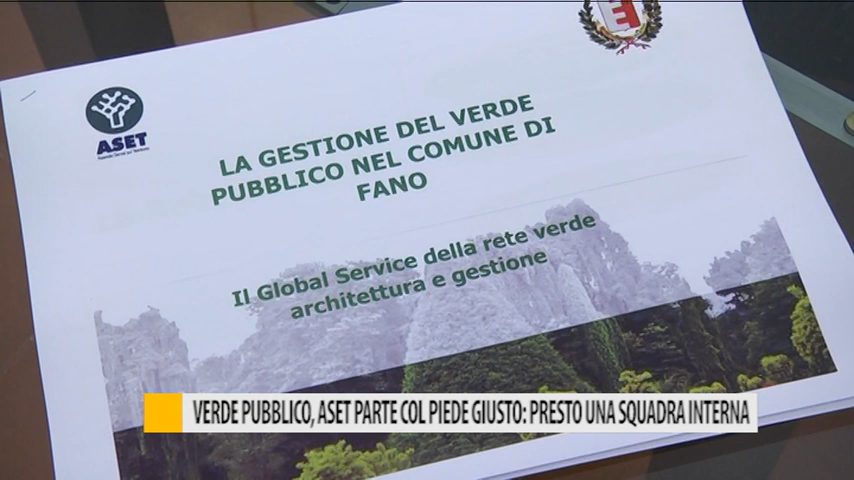 ASET
LA GESTIONE DEL VERDE
PUBBLICO NEL COMUNE DI
FANO
Il Global Service della rete verde
architettura e gestione
VERDE PUBBLICO, ASET PARTE COL PIEDE GIUSTO: PRESTO UNA SQUADRA INTERNA